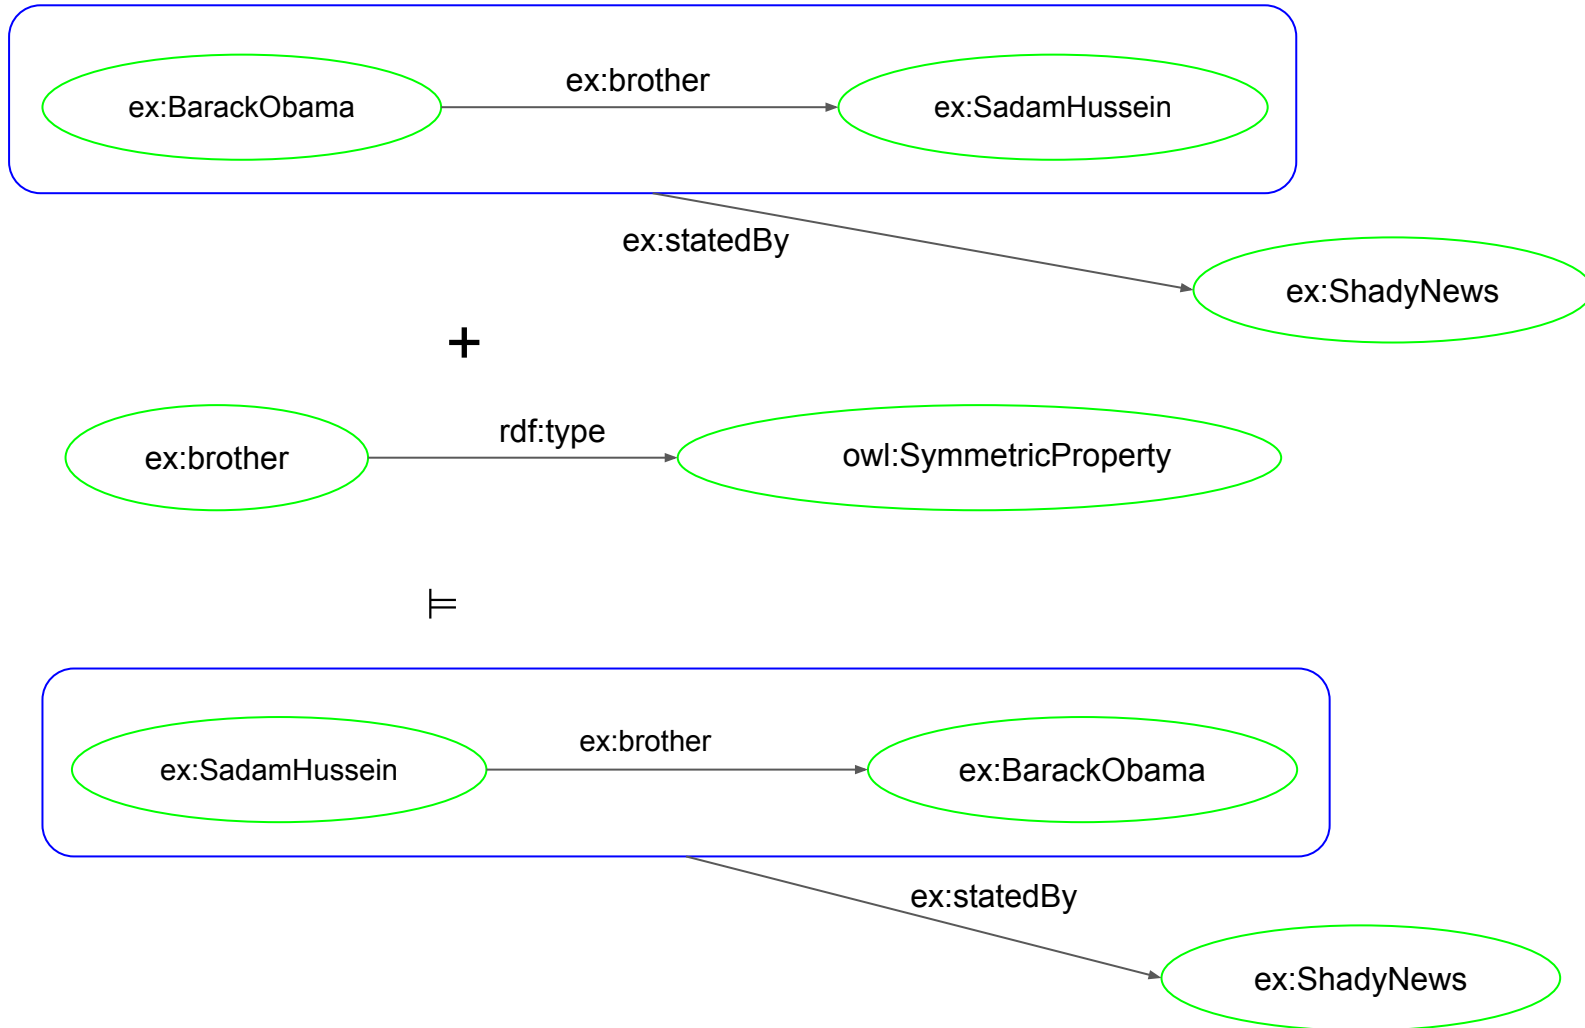 ex:brother
ex:BarackObama
ex:SadamHussein
ex:statedBy
ex:ShadyNews
+
rdf:type
ex:brother
owl:SymmetricProperty
⊨
ex:brother
ex:SadamHussein
ex:BarackObama
ex:statedBy
ex:ShadyNews